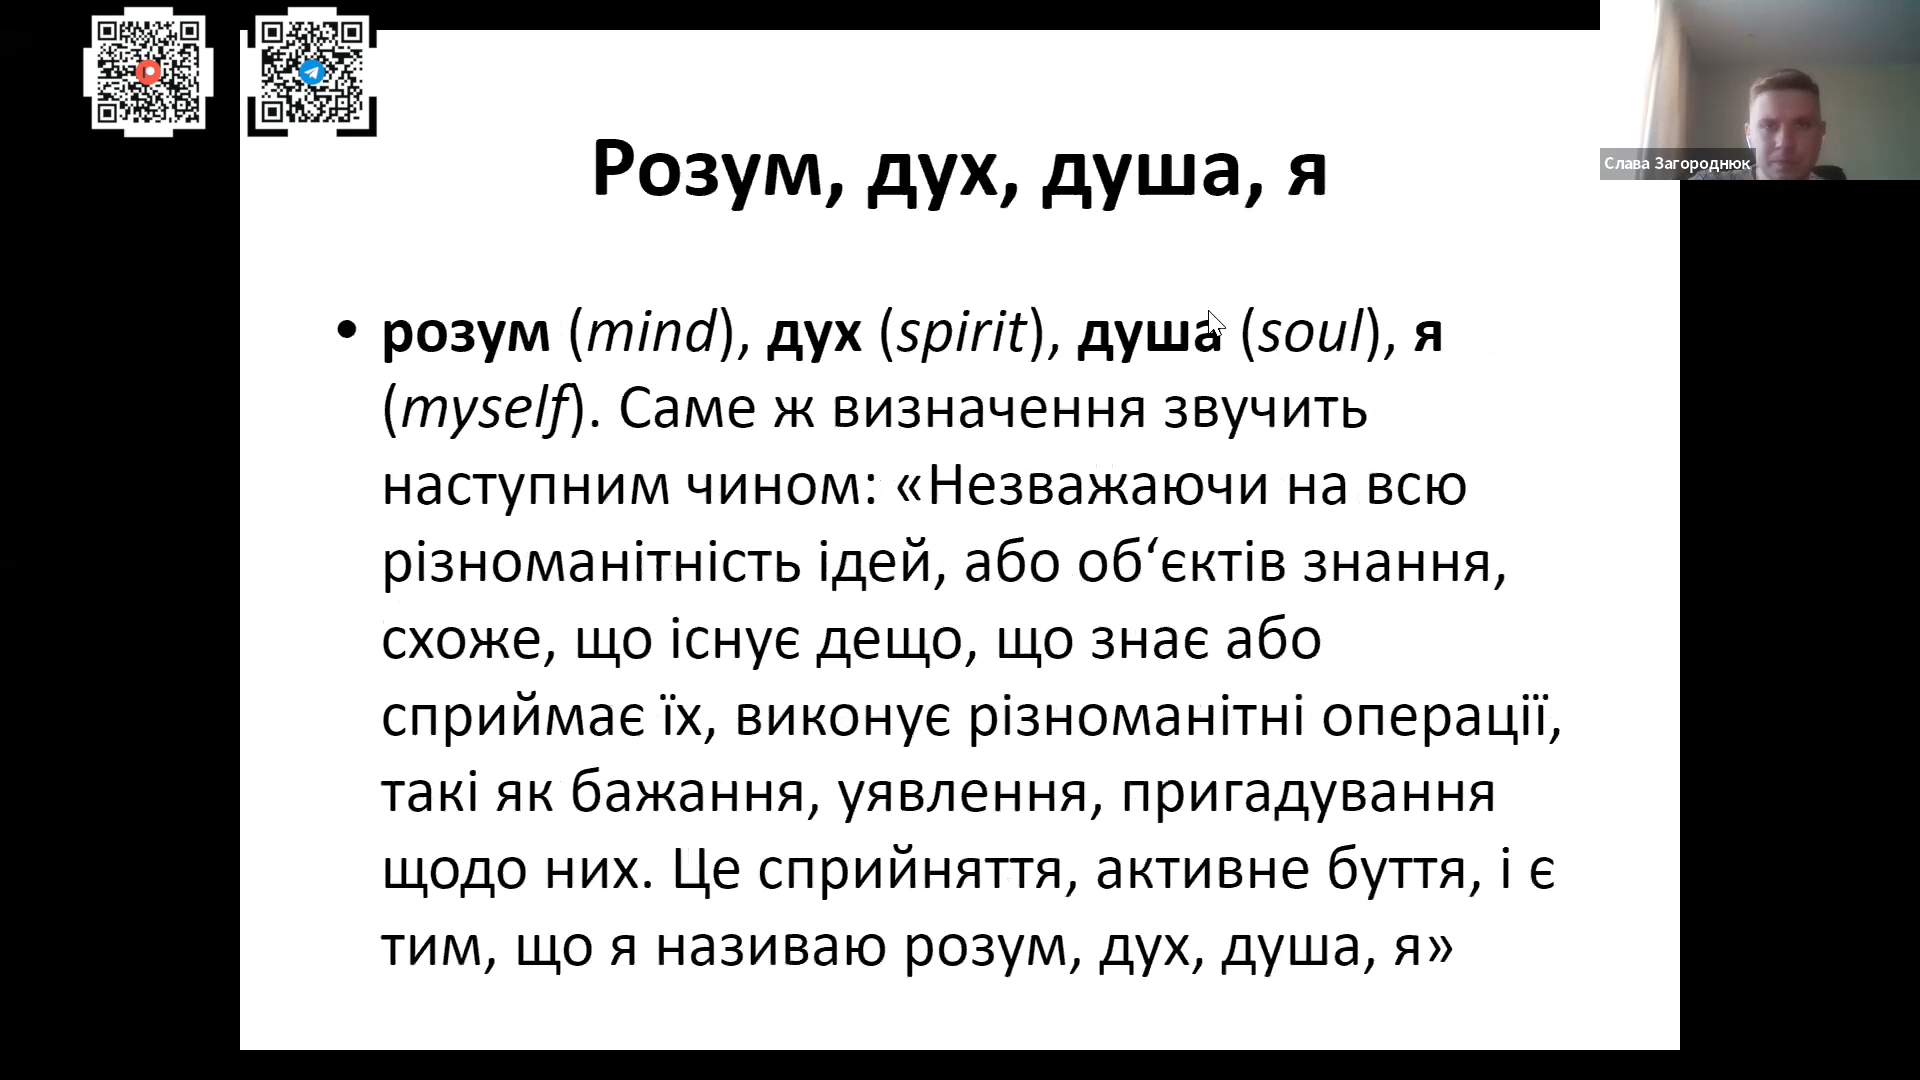 Розум, дух, душа, я
Слава Загороднюк
• розум (mind), дух (spirit), душа (soul), я
(myself). Саме ж визначення звучить
наступним чином: «Незважаючи на всю
різноманітність ідей, або об‘єктів знання,
схоже, що існує дещо, що знає або
сприймає їх, виконує різноманітні операції,
такі як бажання, уявлення, пригадування
щодо них. Це сприйняття, активне буття, і є
тим, що я називаю розум, дух, душа, я»